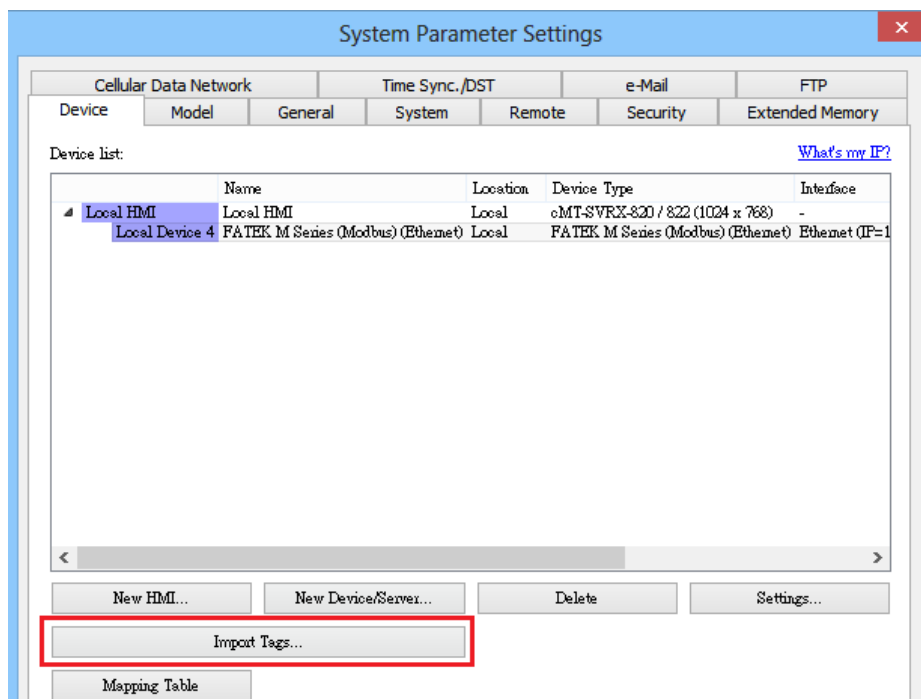 System Parameter Settings
Cellular Data Network Time Sync./DST e-Mail FTP
Device Model General System Remote Security Extended Memory
Device list: What's my IP?
Name Location Device Type Interface
Local HMI Local HMI Local cMT-SVRX-820 / 822 (1024 x 768) -
Local Device 4 FATEK M Series (Modbus) (Ethernet) Local FATEK M Series (Modbus) (Ethernet) Ethernet (IP=1
New HMI... New Device/Server... Delete Settings...
Import Tags...
Mapping Table